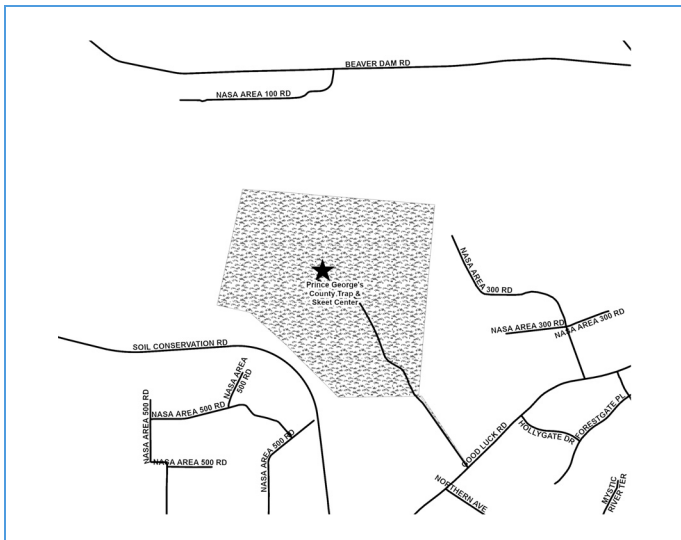 BEAVER DAM RD
NASA AREA 100 RD
NASA AREA
300 RD
Prince George's
County Trap &
Skeet Center
NASA AREA 300 RD
NASA AREA 300 RD
SOIL CONSERVATION RD
NASA AREA
500 RD
NASA AREA 500 RD
NASA AREA 500 RD
NASA AREA 500 RD
NASA AREA 500 RD
GOOD LUCK RD
HOLLYGATE DR
FORESTGATE PL
NORTHERN AVE
MYSTIC
RIVER TER